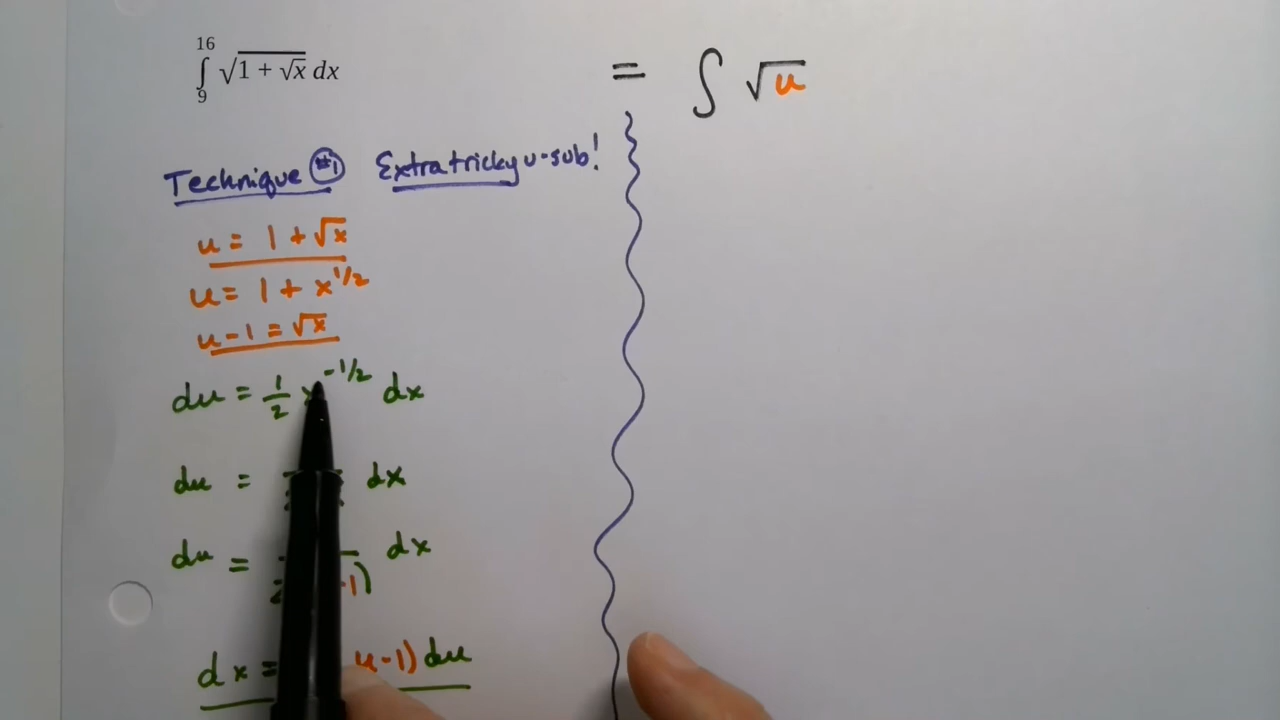 16
∫ √(1 + √x) dx
9
= ∫ √u
Technique #1 Extra tricky u-sub!
u = 1 + √x
u = 1 + x^1/2
u - 1 = √x
du = 1/2 x^-1/2 dx
du = dx
du = -1) dx
dx = u-1) du